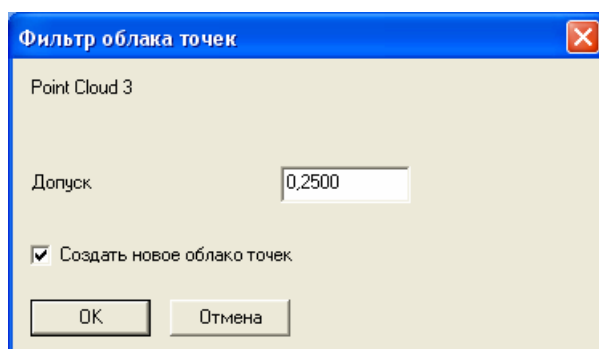 Фильтр облака точек
Point Cloud 3
Допуск 0,2500
Создать новое облако точек
OK Отмена